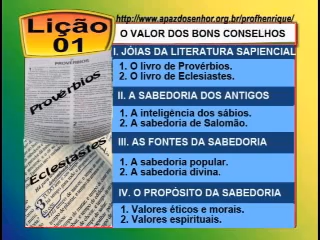 Lição
01
http://www.apazdosenhor.org.br/profhenrique/
O VALOR DOS BONS CONSELHOS
I. JÓIAS DA LITERATURA SAPIENCIAL
1. O livro de Provérbios.
2. O livro de Eclesiastes.
II. A SABEDORIA DOS ANTIGOS
1. A inteligência dos sábios.
2. A sabedoria de Salomão.
III. AS FONTES DA SABEDORIA
1. A sabedoria popular.
2. A sabedoria divina.
IV. O PROPÓSITO DA SABEDORIA
1. Valores éticos e morais.
2. Valores espirituais.
PROVÉRBIOS
Provérbios
Eclesiastes